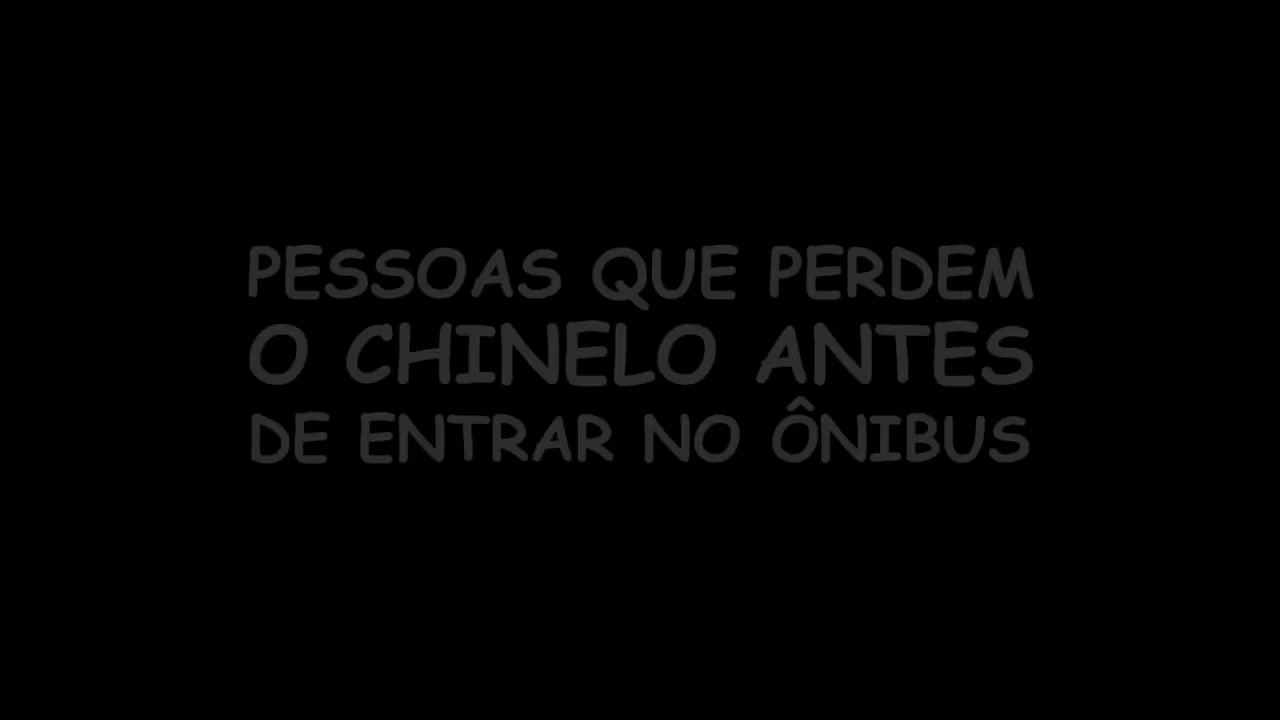 PESSOAS QUE PERDEM
O CHINELO ANTES
DE ENTRAR NO ÔNIBUS